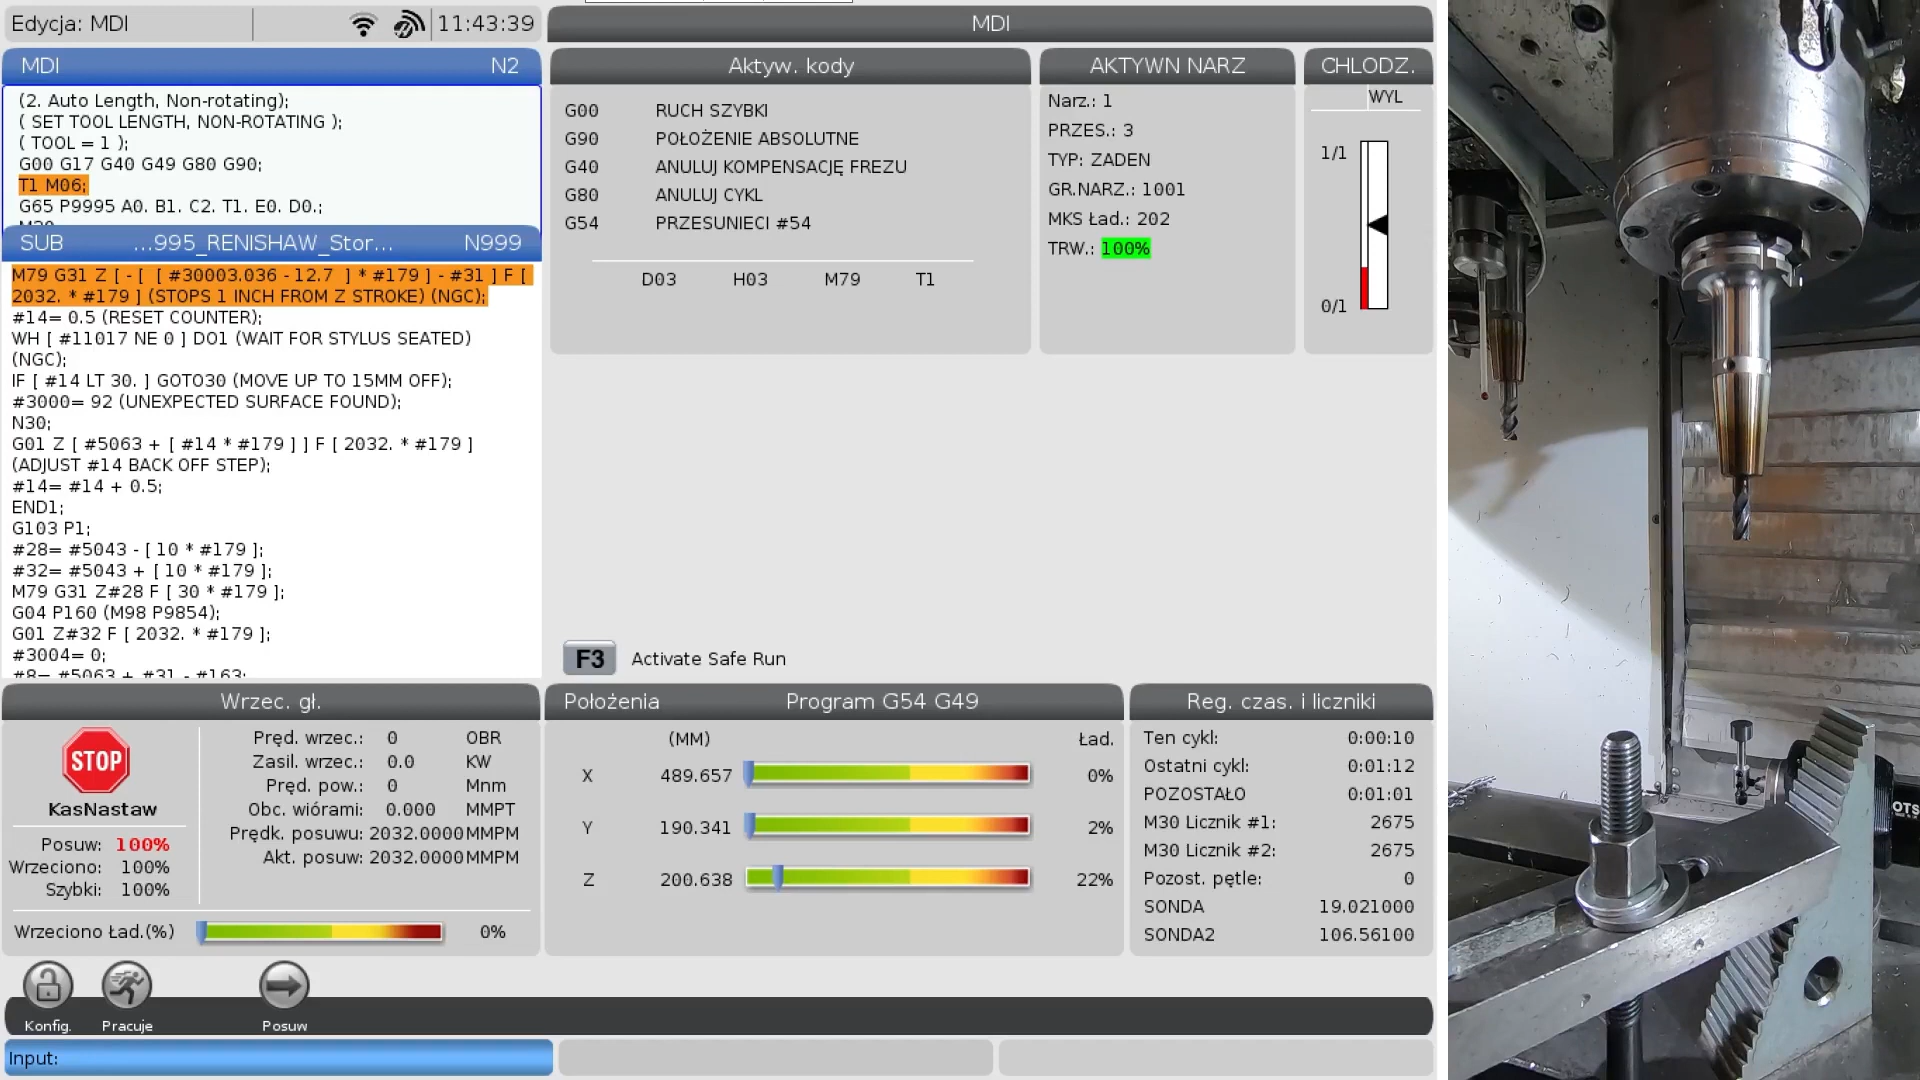 Edycja: MDI
11:43:39
MDI
MDI N2
(2. Auto Length, Non-rotating);
( SET TOOL LENGTH, NON-ROTATING );
( TOOL = 1 );
G00 G17 G40 G49 G80 G90;
T1 M06;
G65 P9995 A0. B1. C2. T1. E0. D0.;
SUB ...995_RENISHAW_Stor... N999
M79 G31 Z [ - [ [ #30003.036 - 12.7 ] * #179 ] - #31 ] F [
2032. * #179 ] (STOPS 1 INCH FROM Z STROKE) (NGC);
#14= 0.5 (RESET COUNTER);
WH [ #11017 NE 0 ] DO1 (WAIT FOR STYLUS SEATED)
(NGC);
IF [ #14 LT 30. ] GOTO30 (MOVE UP TO 15MM OFF);
#3000= 92 (UNEXPECTED SURFACE FOUND);
N30;
G01 Z [ #5063 + [ #14 * #179 ] ] F [ 2032. * #179 ]
(ADJUST #14 BACK OFF STEP);
#14= #14 + 0.5;
END1;
G103 P1;
#28= #5043 - [ 10 * #179 ];
#32= #5043 + [ 10 * #179 ];
M79 G31 Z#28 F [ 30 * #179 ];
G04 P160 (M98 P9854);
G01 Z#32 F [ 2032. * #179 ];
#3004= 0;
#8= #5063 + #31 - #163;
Aktyw. kody
G00 RUCH SZYBKI
G90 POŁOŻENIE ABSOLUTNE
G40 ANULUJ KOMPENSACJĘ FREZU
G80 ANULUJ CYKL
G54 PRZESUNIECI #54
D03 H03 M79 T1
AKTYWN NARZ
Narz.: 1
PRZES.: 3
TYP: ZADEN
GR.NARZ.: 1001
MKS Ład.: 202
TRW.: 100%
CHLODZ.
WYL
1/1
0/1
F3 Activate Safe Run
Wrzec. gł.
STOP
KasNastaw
Posuw: 100%
Wrzeciono: 100%
Szybki: 100%
Pręd. wrzec.: 0 OBR
Zasil. wrzec.: 0.0 KW
Pręd. pow.: 0 Mnm
Obc. wiórami: 0.000 MMPT
Prędk. posuwu: 2032.0000MMPM
Akt. posuw: 2032.0000MMPM
Wrzeciono Ład.(%) 0%
Położenia Program G54 G49
(MM) Ład.
X 489.657 0%
Y 190.341 2%
Z 200.638 22%
Reg. czas. i liczniki
Ten cykl: 0:00:10
Ostatni cykl: 0:01:12
POZOSTAŁO 0:01:01
M30 Licznik #1: 2675
M30 Licznik #2: 2675
Pozost. pętle: 0
SONDA 19.021000
SONDA2 106.56100
Konfig.
Pracuje
Posuw
Input:
OTS